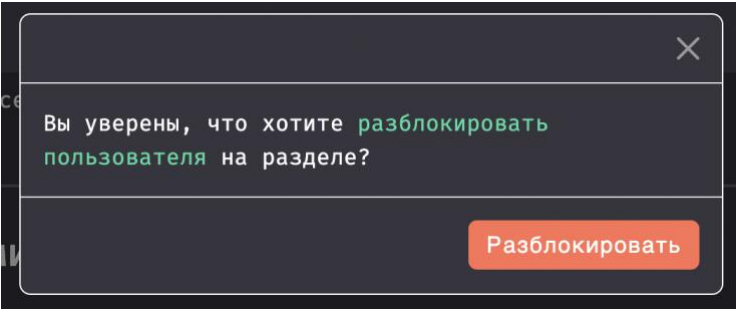 Вы уверены, что хотите разблокировать
пользователя на разделе?
Разблокировать